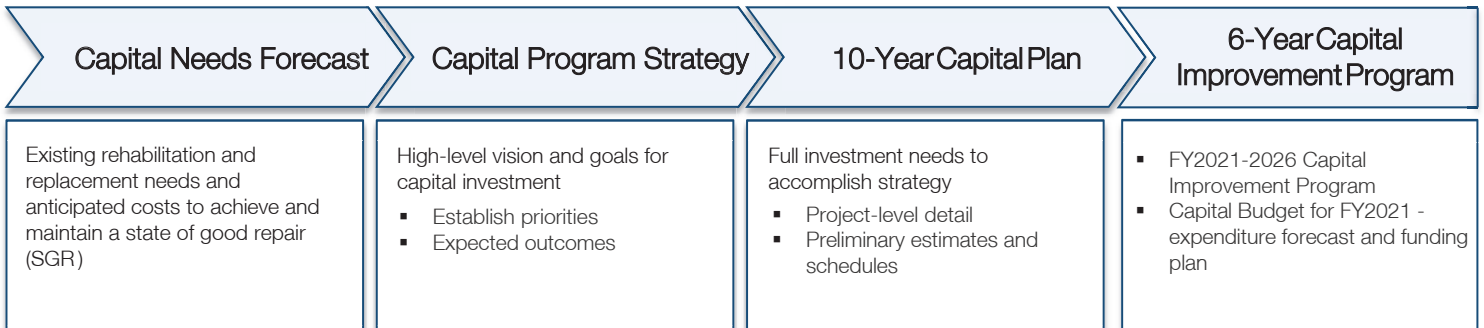 Capital Needs Forecast
Capital Program Strategy
10-Year Capital Plan
6-Year Capital
Improvement Program
Existing rehabilitation and
replacement needs and
anticipated costs to achieve and
maintain a state of good repair
(SGR)
High-level vision and goals for
capital investment
▪ Establish priorities
▪ Expected outcomes
Full investment needs to
accomplish strategy
▪ Project-level detail
▪ Preliminary estimates and
schedules
▪ FY2021-2026 Capital
Improvement Program
▪ Capital Budget for FY2021 -
expenditure forecast and funding
plan